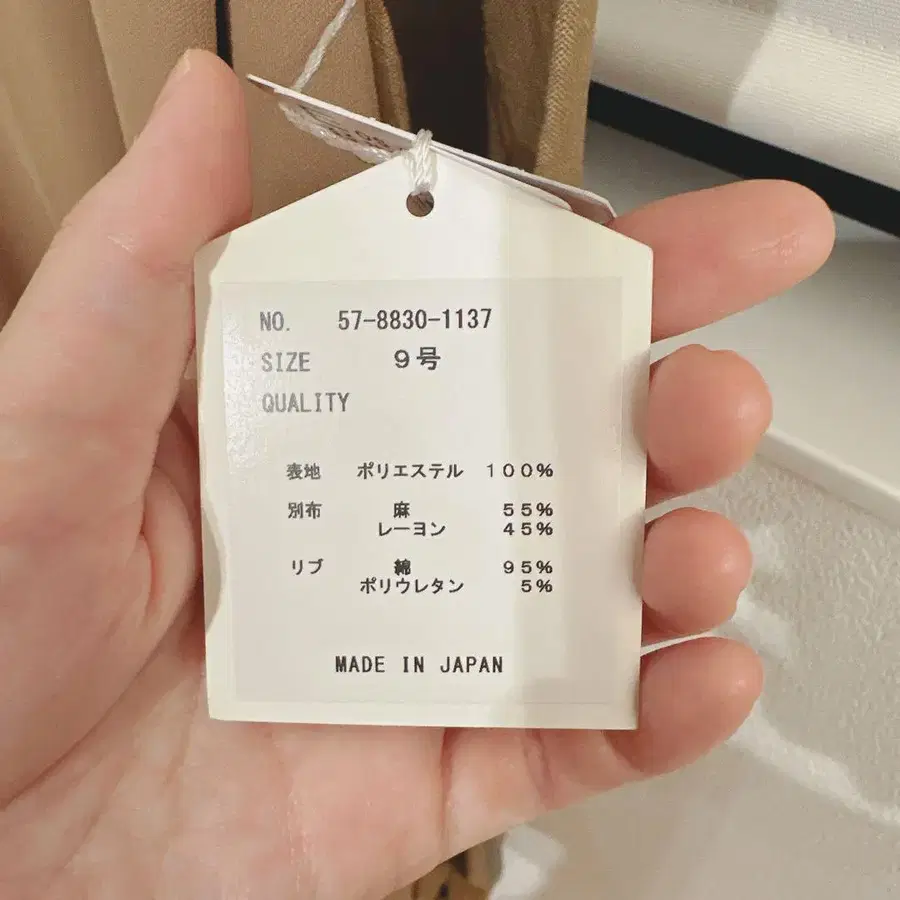 NO. 57-8830-1137
SIZE ９号
QUALITY
表地 ポリエステル １００％
別布 麻 ５５％
レーヨン ４５％
リブ 綿 ９５％
ポリウレタン ５％
MADE IN JAPAN